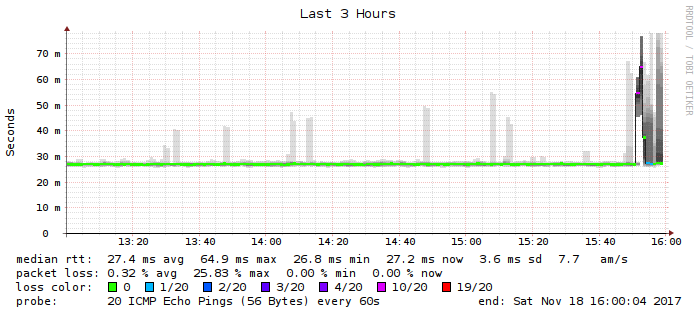 Last 3 Hours
RRDTOOL / TOBI OETIKER
Seconds
70 m
60 m
50 m
40 m
30 m
20 m
10 m
0
13:20 13:40 14:00 14:20 14:40 15:00 15:20 15:40 16:00
median rtt: 27.4 ms avg 64.9 ms max 26.8 ms min 27.2 ms now 3.6 ms sd 7.7 am/s
packet loss: 0.32 % avg 25.83 % max 0.00 % min 0.00 % now
loss color: 0 1/20 2/20 3/20 4/20 10/20 19/20
probe: 20 ICMP Echo Pings (56 Bytes) every 60s end: Sat Nov 18 16:00:04 2017